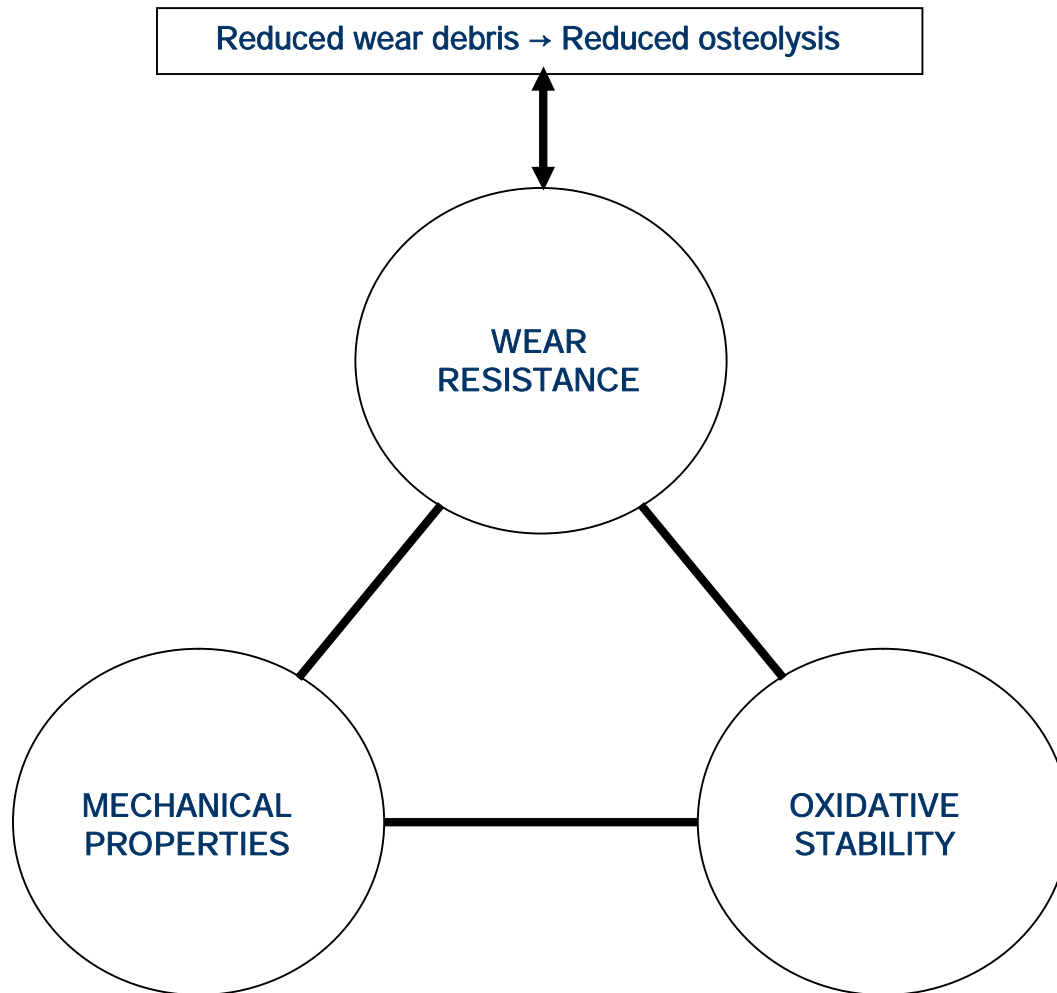 Reduced wear debris → Reduced osteolysis
WEAR
RESISTANCE
MECHANICAL
PROPERTIES
OXIDATIVE
STABILITY